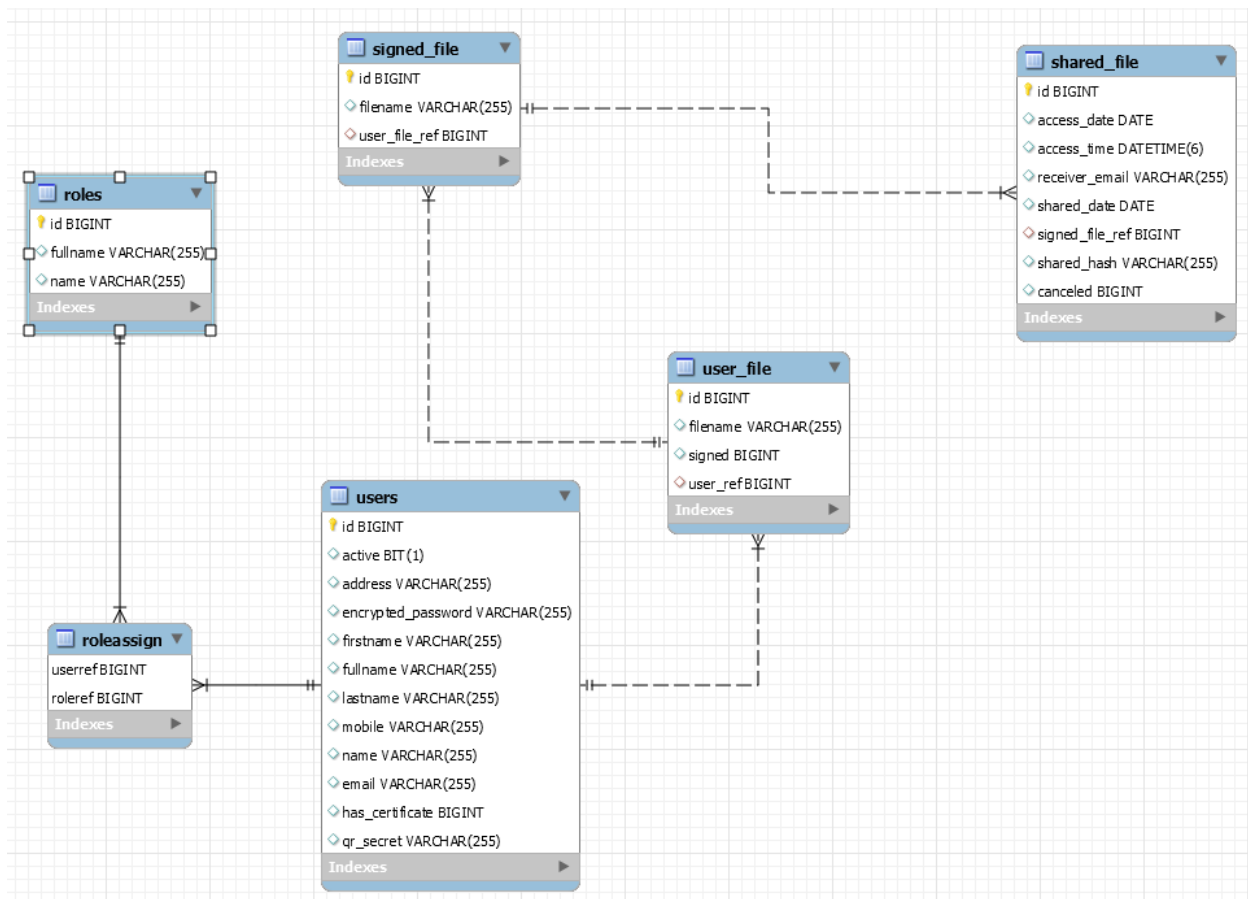 signed_file
id BIGINT
filename VARCHAR(255)
user_file_ref BIGINT
Indexes
shared_file
id BIGINT
access_date DATE
access_time DATETIME(6)
receiver_email VARCHAR(255)
shared_date DATE
signed_file_ref BIGINT
shared_hash VARCHAR(255)
canceled BIGINT
Indexes
roles
id BIGINT
fullname VARCHAR(255)
name VARCHAR(255)
Indexes
user_file
id BIGINT
filename VARCHAR(255)
signed BIGINT
user_ref BIGINT
Indexes
users
id BIGINT
active BIT(1)
address VARCHAR(255)
encrypted_password VARCHAR(255)
firstname VARCHAR(255)
fullname VARCHAR(255)
lastname VARCHAR(255)
mobile VARCHAR(255)
name VARCHAR(255)
email VARCHAR(255)
has_certificate BIGINT
qr_secret VARCHAR(255)
Indexes
roleassign
userref BIGINT
roleref BIGINT
Indexes